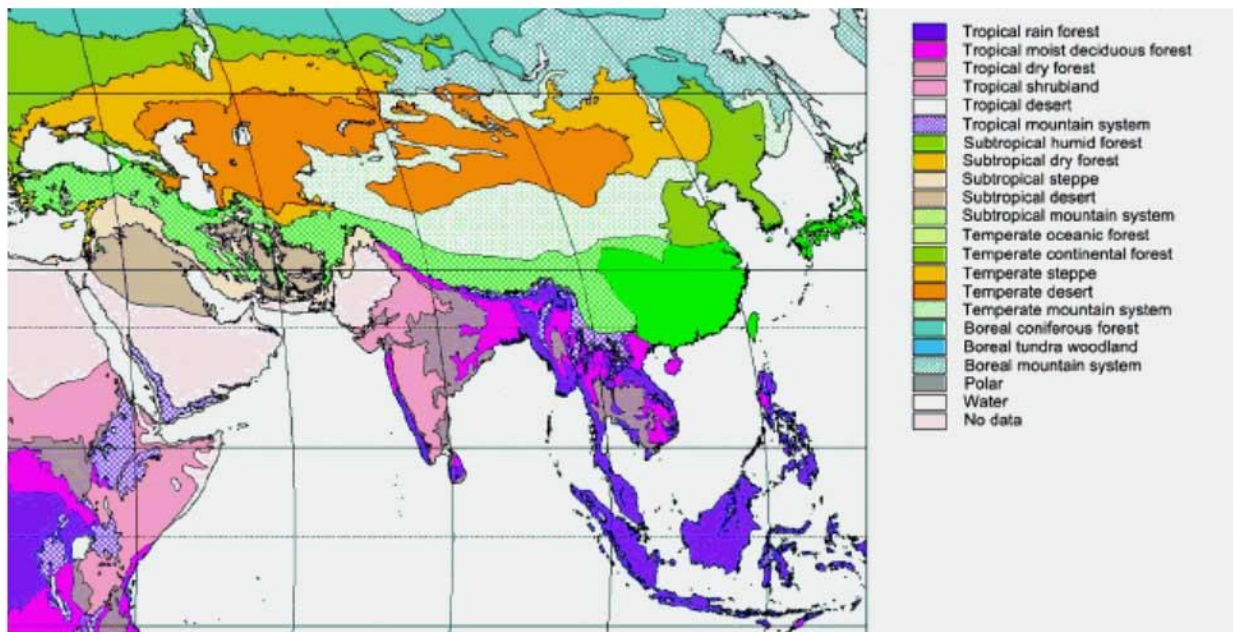 Tropical rain forest
Tropical moist deciduous forest
Tropical dry forest
Tropical shrubland
Tropical desert
Tropical mountain system
Subtropical humid forest
Subtropical dry forest
Subtropical steppe
Subtropical desert
Subtropical mountain system
Temperate oceanic forest
Temperate continental forest
Temperate steppe
Temperate desert
Temperate mountain system
Boreal coniferous forest
Boreal tundra woodland
Boreal mountain system
Polar
Water
No data